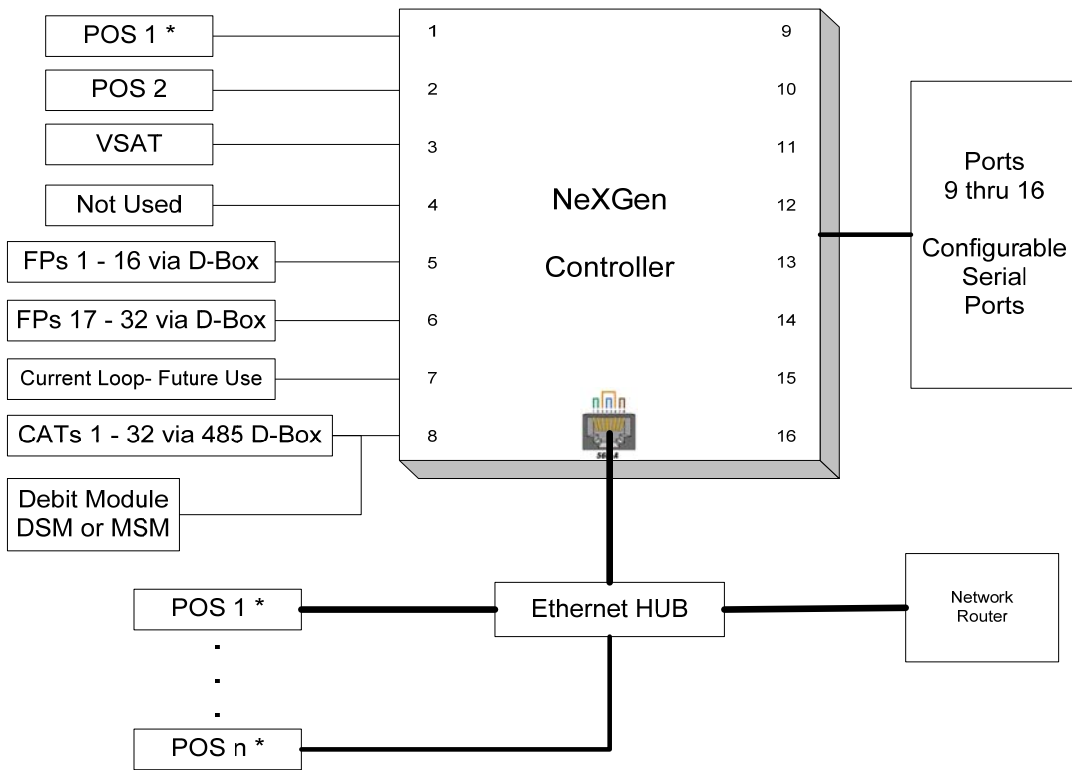 POS 1 *
POS 2
VSAT
Not Used
FPs 1 - 16 via D-Box
FPs 17 - 32 via D-Box
Current Loop- Future Use
CATs 1 - 32 via 485 D-Box
Debit Module
DSM or MSM
1
2
3
4
5
6
7
8
NeXGen
Controller
9
10
11
12
13
14
15
16
Ports
9 thru 16
Configurable
Serial
Ports
POS 1 *
Ethernet HUB
Network
Router
POS n *